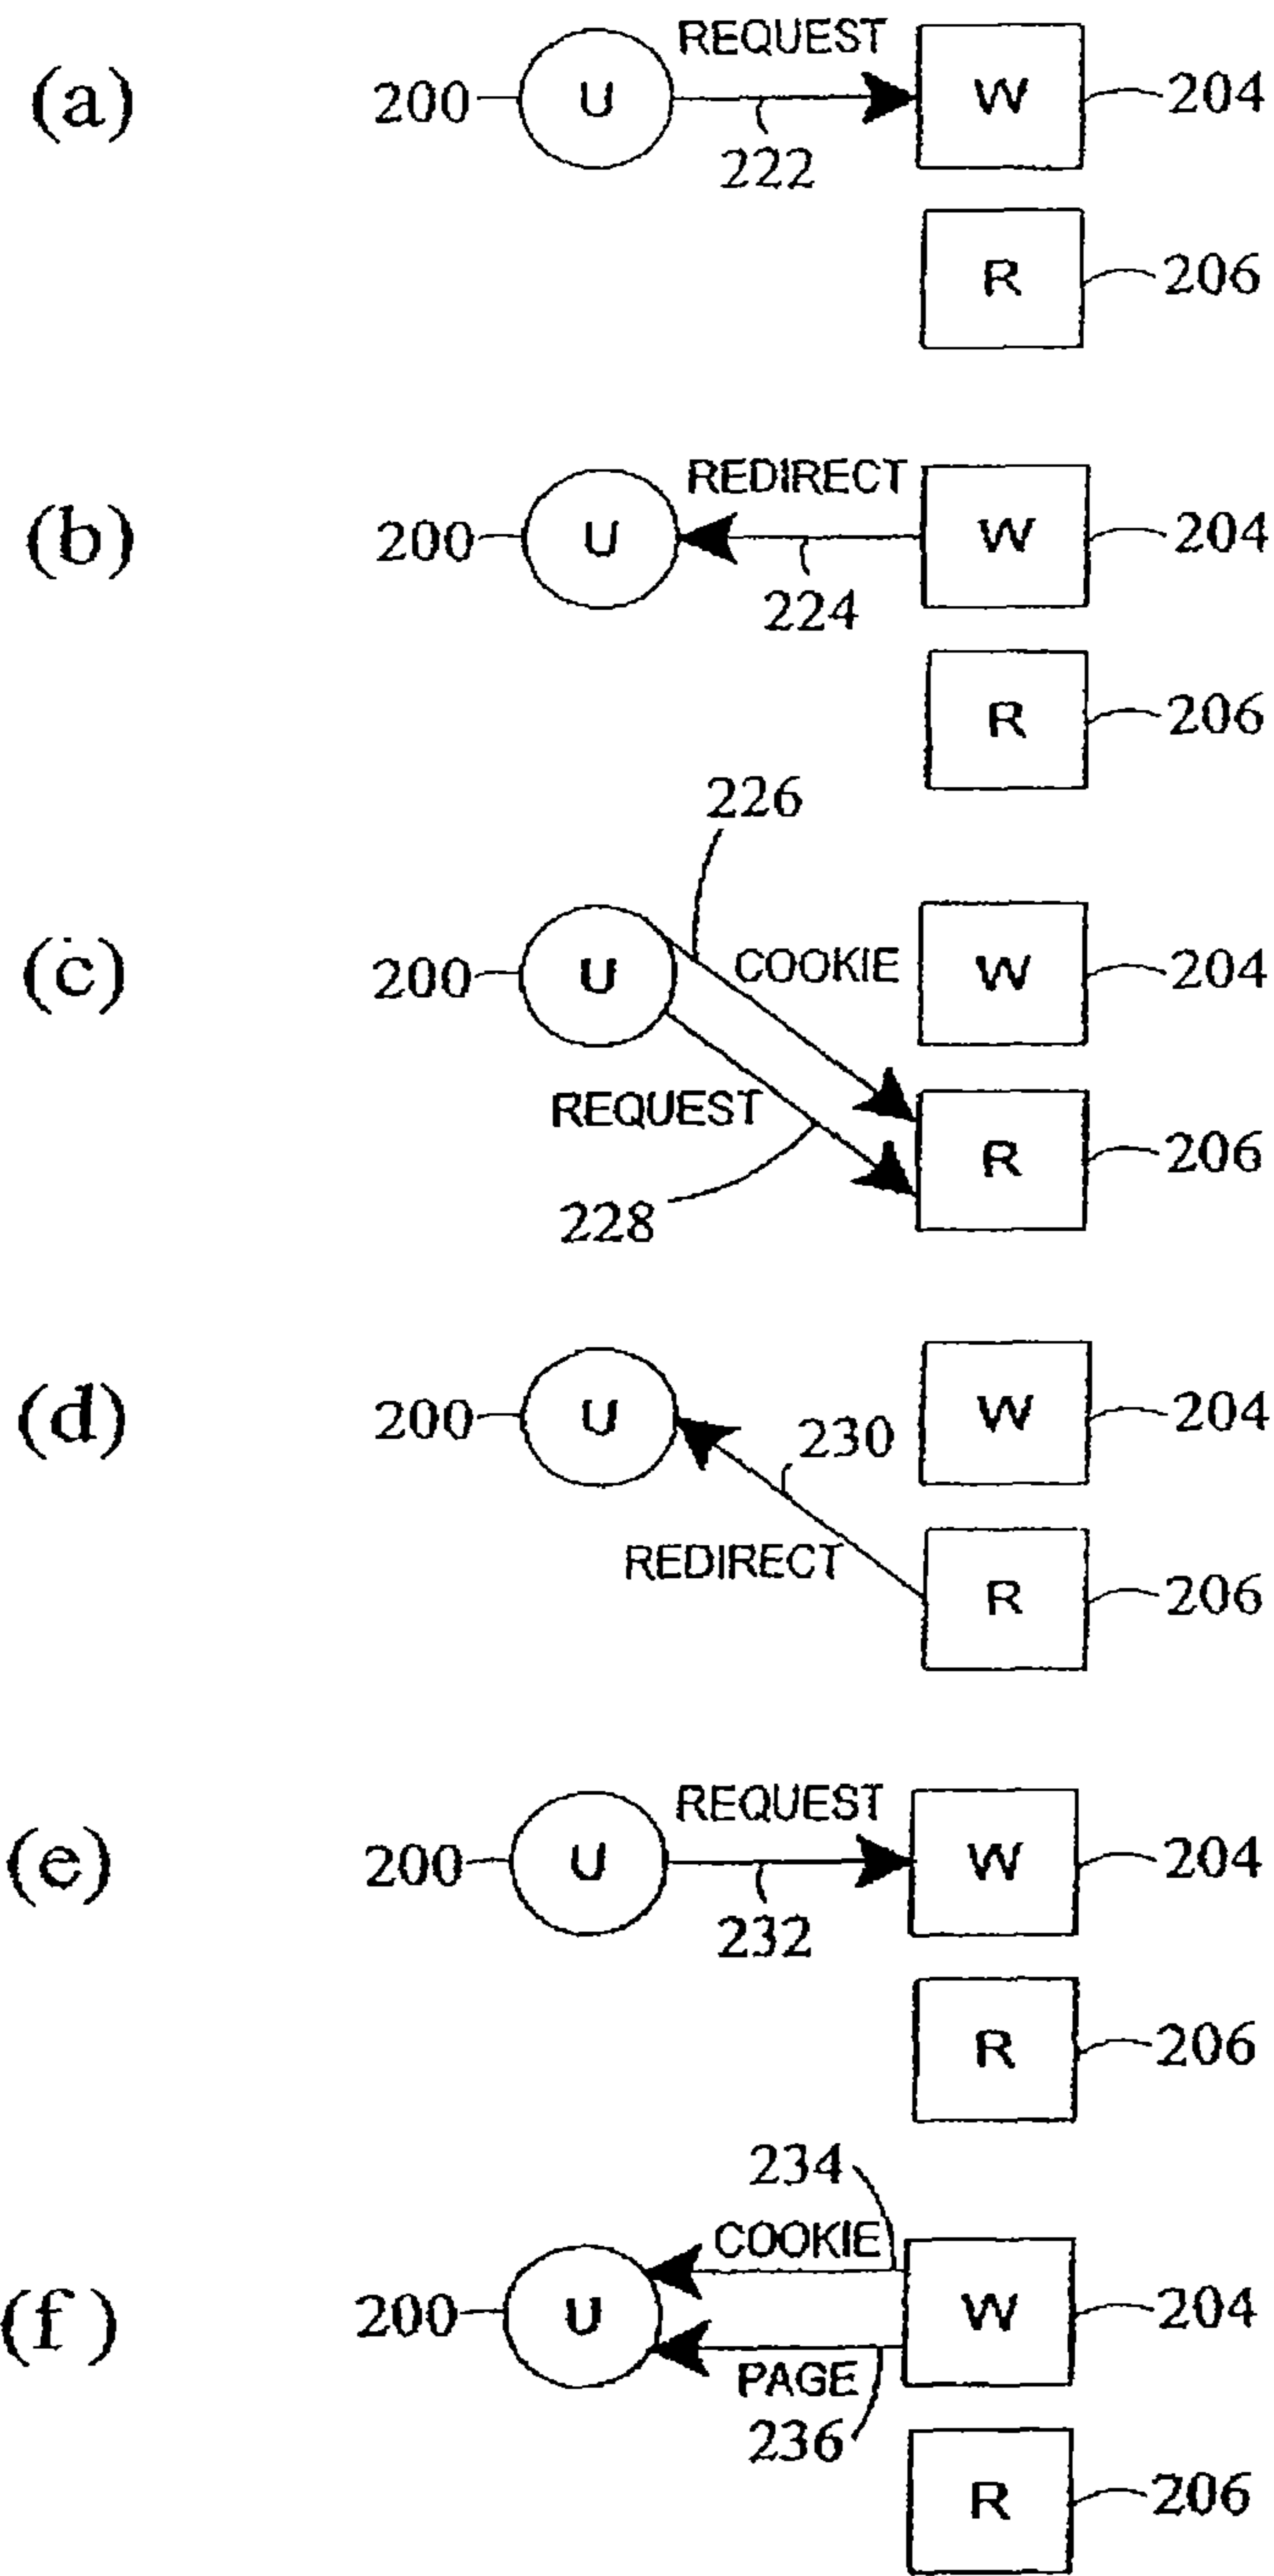 REQUEST
(a) 200 U W 204
222
R 206
REDIRECT
(b) 200 U W 204
224
R 206
226
(c) 200 U COOKIE W 204
REQUEST R 206
228
(d) 200 U W 204
230
REDIRECT R 206
REQUEST
(e) 200 U W 204
232
R 206
234
COOKIE
(f) 200 U W 204
PAGE
236
R 206